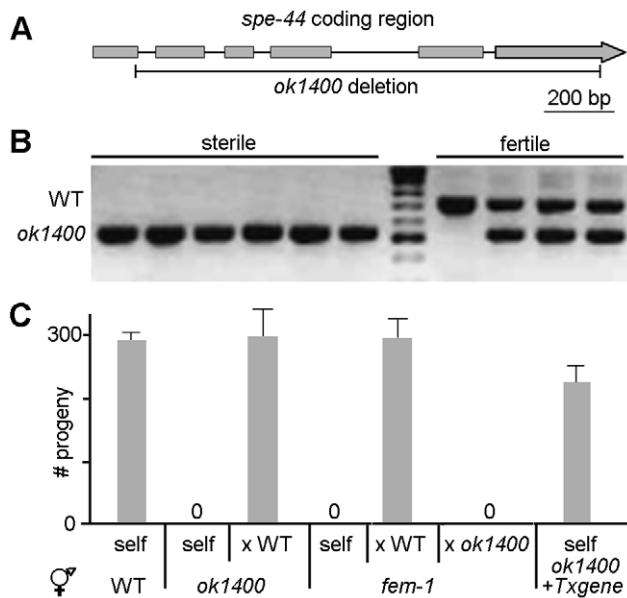 A
spe-44 coding region
ok1400 deletion
200 bp
B
sterile
fertile
WT
ok1400
C
300
# progeny
0
0
0
0
self
self
x WT
self
x WT
x ok1400
self
WT
ok1400
fem-1
ok1400
+Txgene